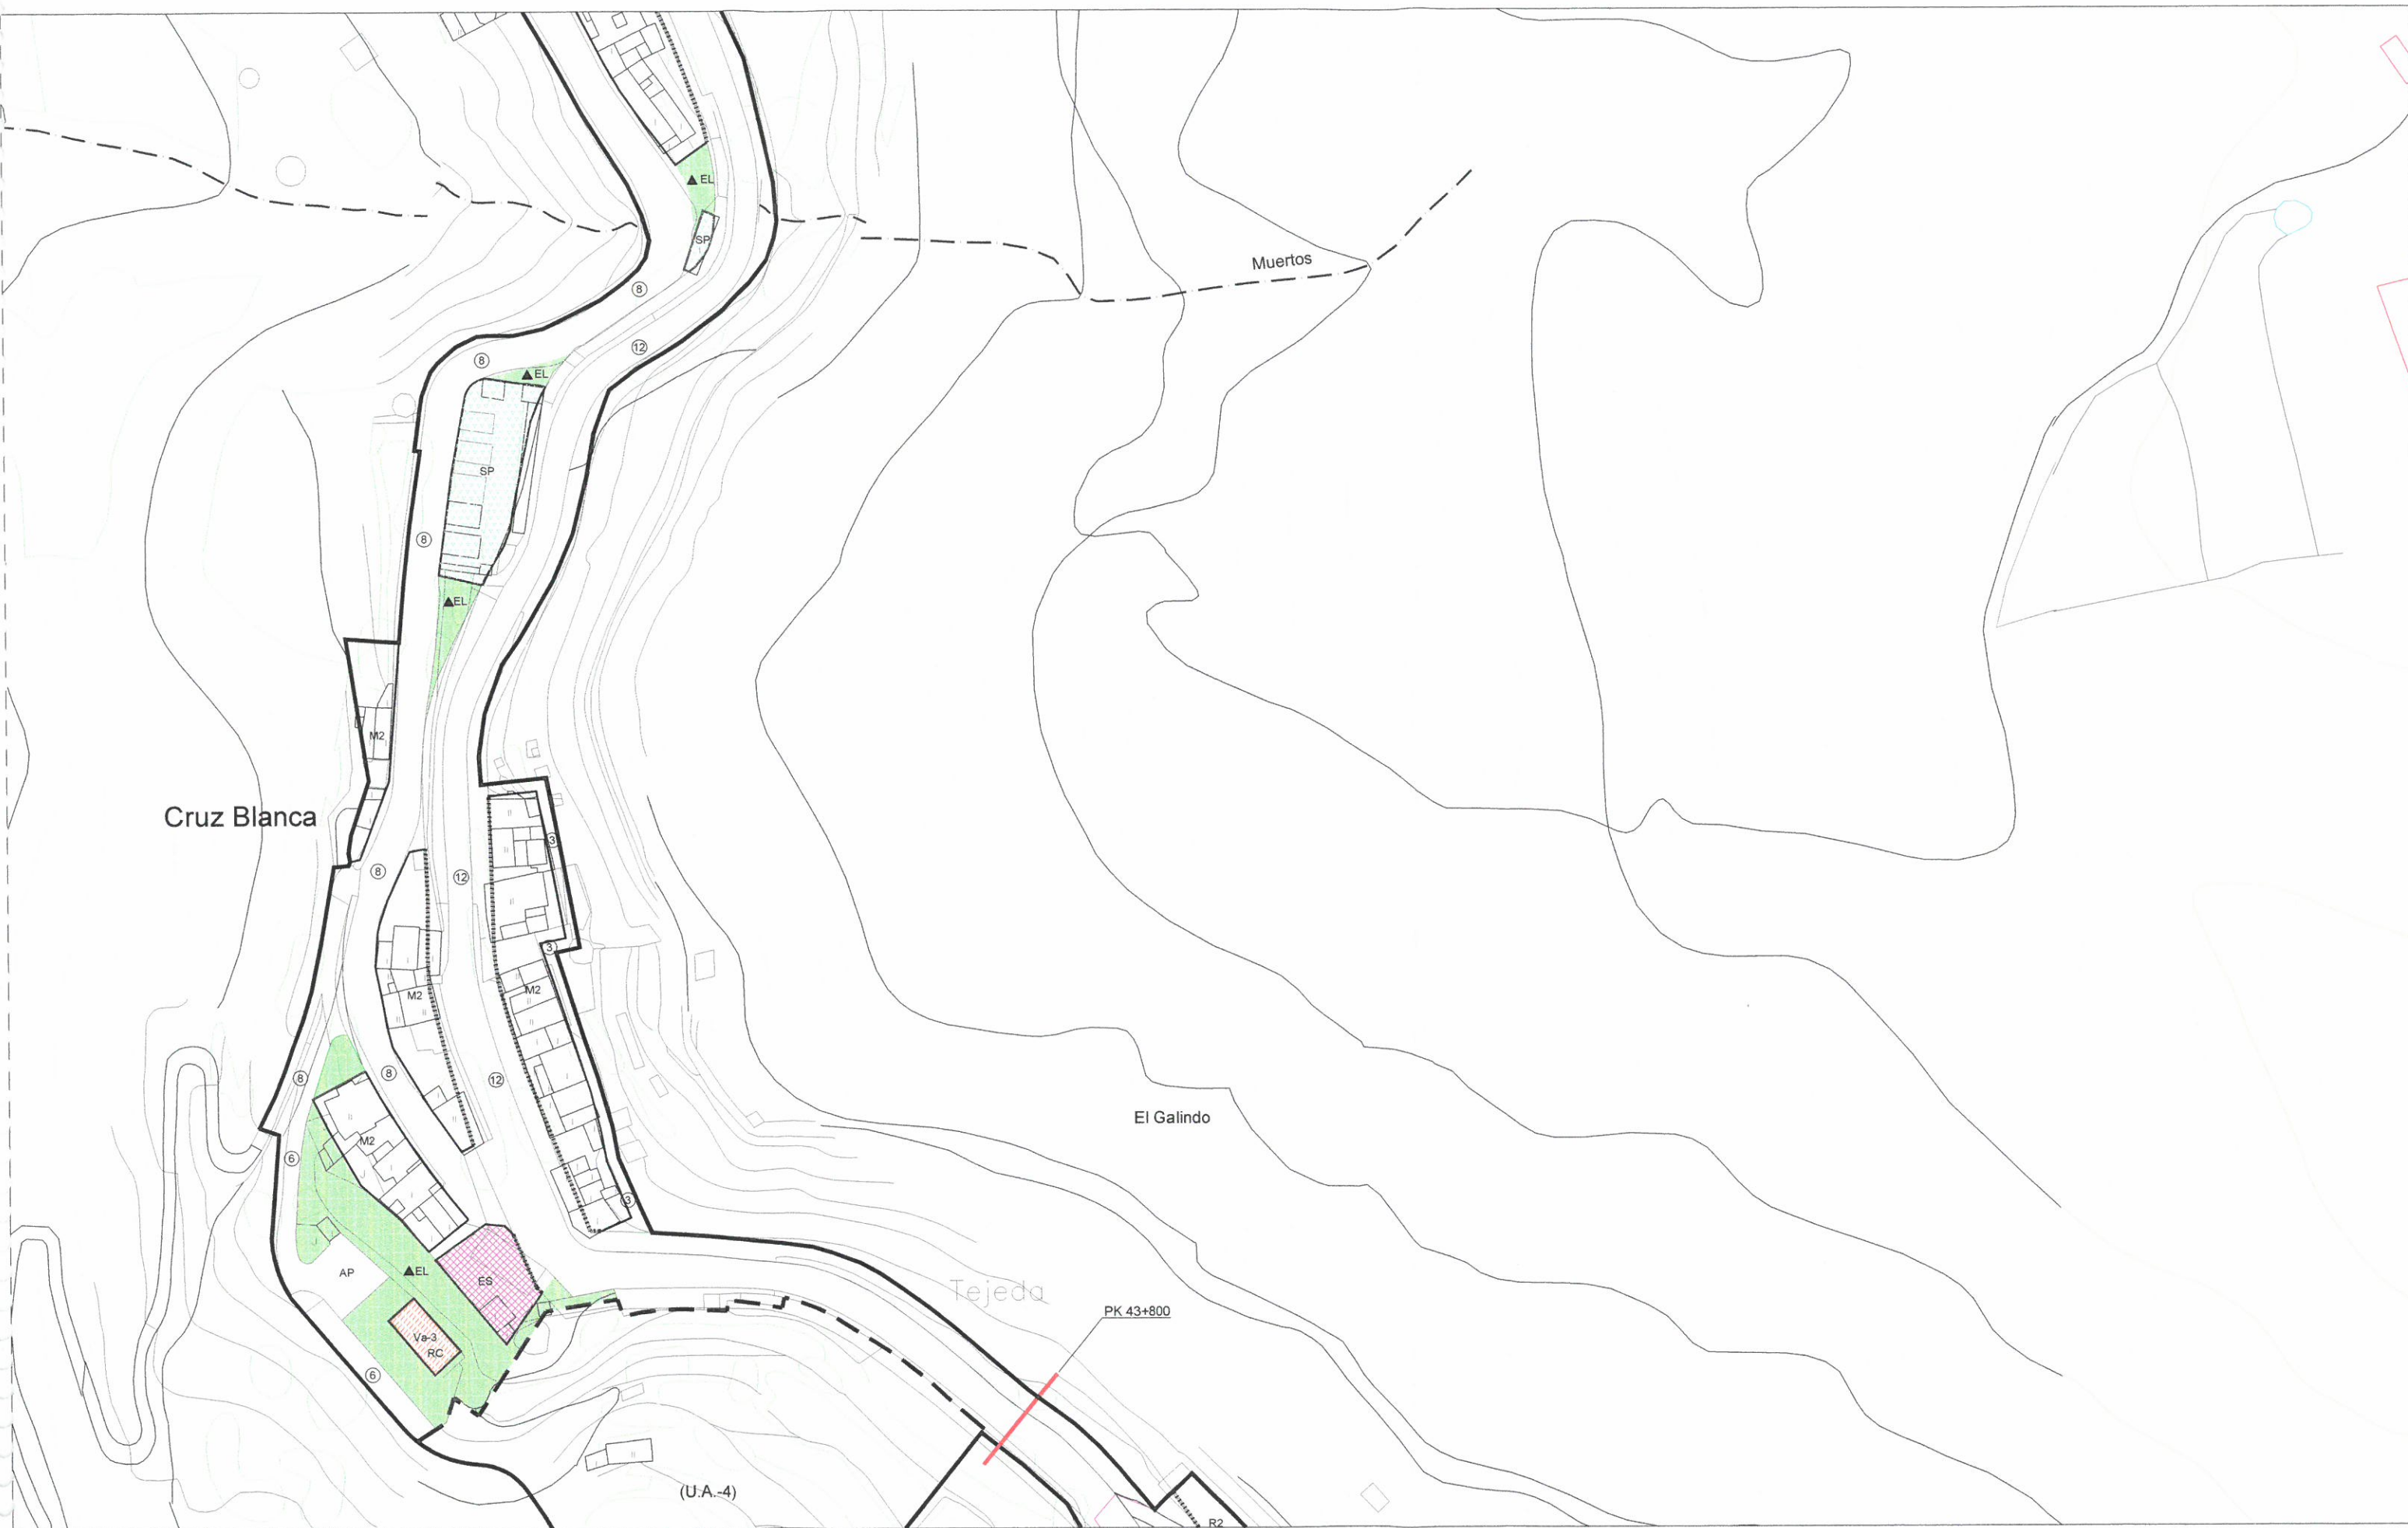 ▲ EL
SP
8
Muertos
12
8
▲ EL
SP
8
▲EL
M2
Cruz Blanca
3
8
12
3
M2
M2
8
8
12
El Galindo
M2
6
3
AP
▲EL
ES
Tejeda
PK 43+800
Va-3
RC
6
(U.A.-4)
R2